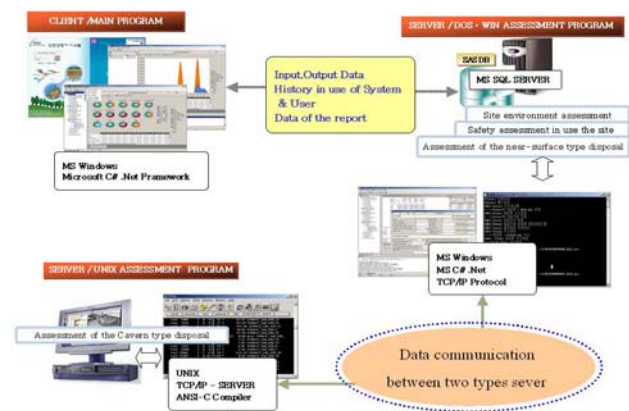 CLIENT /MAIN PROGRAM
SERVER / DOS - WIN ASSESSMENT PROGRAM
Input,Output Data
History in use of System
& User
Data of the report
SASDB
MS SQL SERVER
Site environment assessment
Safety assessment in use the site
Assessment of the near-surface type disposal
MS Windows
Microsoft C# .Net Framework
MS Windows
MS C# .Net
TCP/IP Protocol
SERVER / UNIX ASSESSMENT PROGRAM
Assessment of the Cavern type disposal
UNIX
TCP/IP - SERVER
ANSI-C Compiler
Data communication
between two types sever